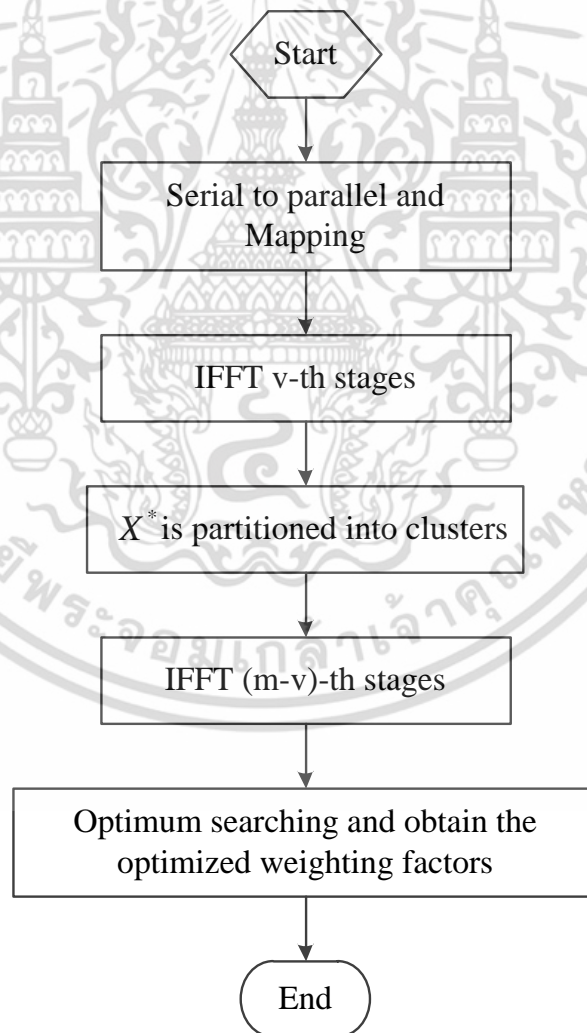 Start
Serial to parallel and
Mapping
IFFT v-th stages
X* is partitioned into clusters
IFFT (m-v)-th stages
Optimum searching and obtain the
optimized weighting factors
End